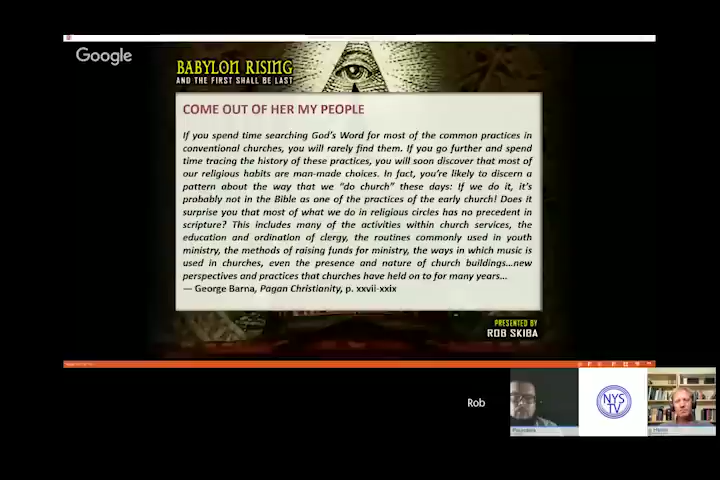 Google
BABYLON RISING
AND THE FIRST SHALL BE LAST
COME OUT OF HER MY PEOPLE
If you spend time searching God's Word for most of the common practices in
conventional churches, you will rarely find them. If you go further and spend
time tracing the history of these practices, you will soon discover that most of
our religious habits are man-made choices. In fact, you're likely to discern a
pattern about the way that we "do church" these days: If we do it, it's
probably not in the Bible as one of the practices of the early church! Does it
surprise you that most of what we do in religious circles has no precedent in
scripture? This includes many of the activities within church services, the
education and ordination of clergy, the routines commonly used in youth
ministry, the methods of raising funds for ministry, the ways in which music is
used in churches, even the presence and nature of church buildings...new
perspectives and practices that churches have held on to for many years...
— George Barna, Pagan Christianity, p. xxvii-xxix
PRESENTED BY
ROB SKIBA
Rob
NYS
TV